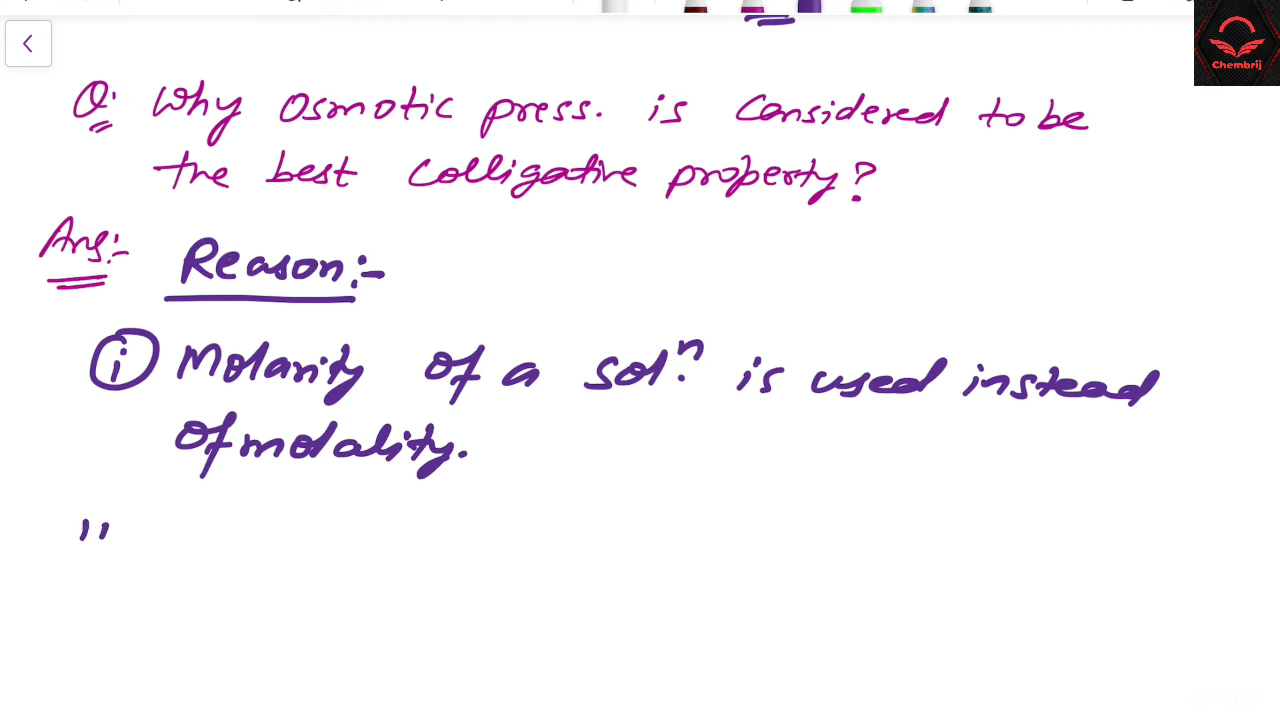 Chembrij
Q: Why Osmotic press. is Considered to be
the best Colligative property?
Ans:-
Reason:-
(i) Molarity of a solⁿ. is used instead
of molality.